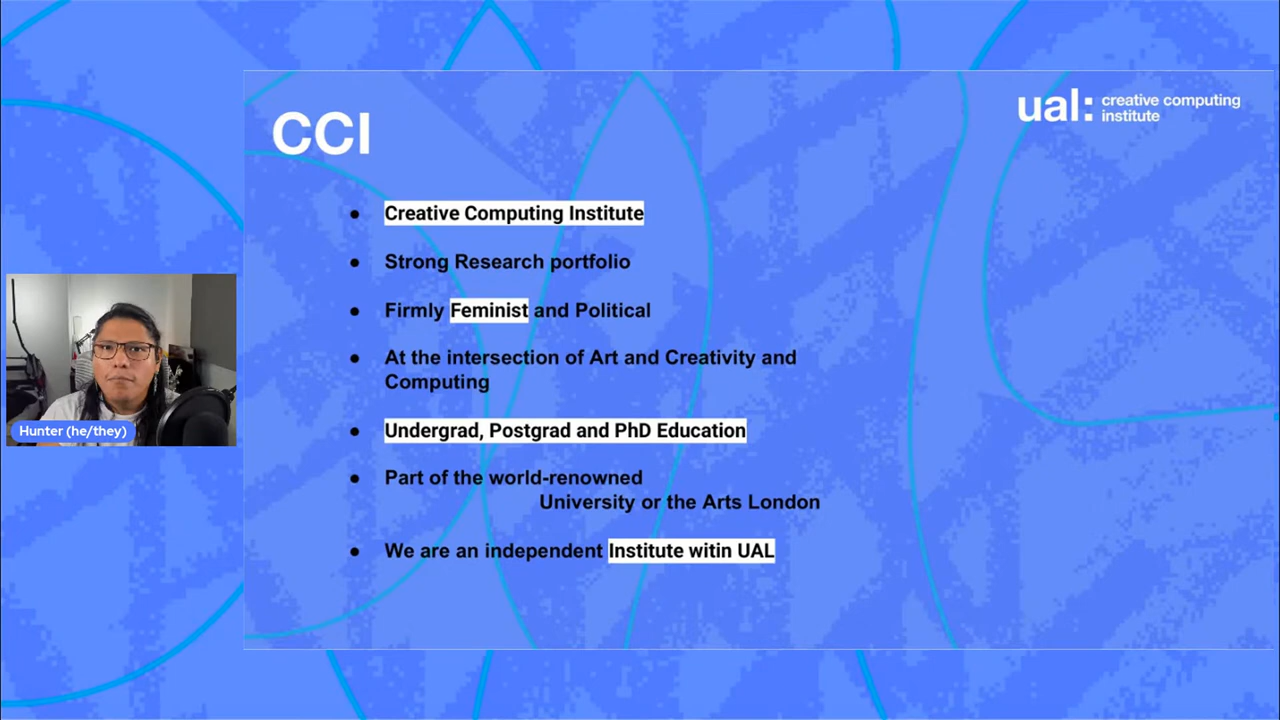 CCI
ual: creative computing
institute
● Creative Computing Institute
● Strong Research portfolio
● Firmly Feminist and Political
● At the intersection of Art and Creativity and
Computing
● Undergrad, Postgrad and PhD Education
● Part of the world-renowned
University or the Arts London
● We are an independent Institute witin UAL
Hunter (he/they)